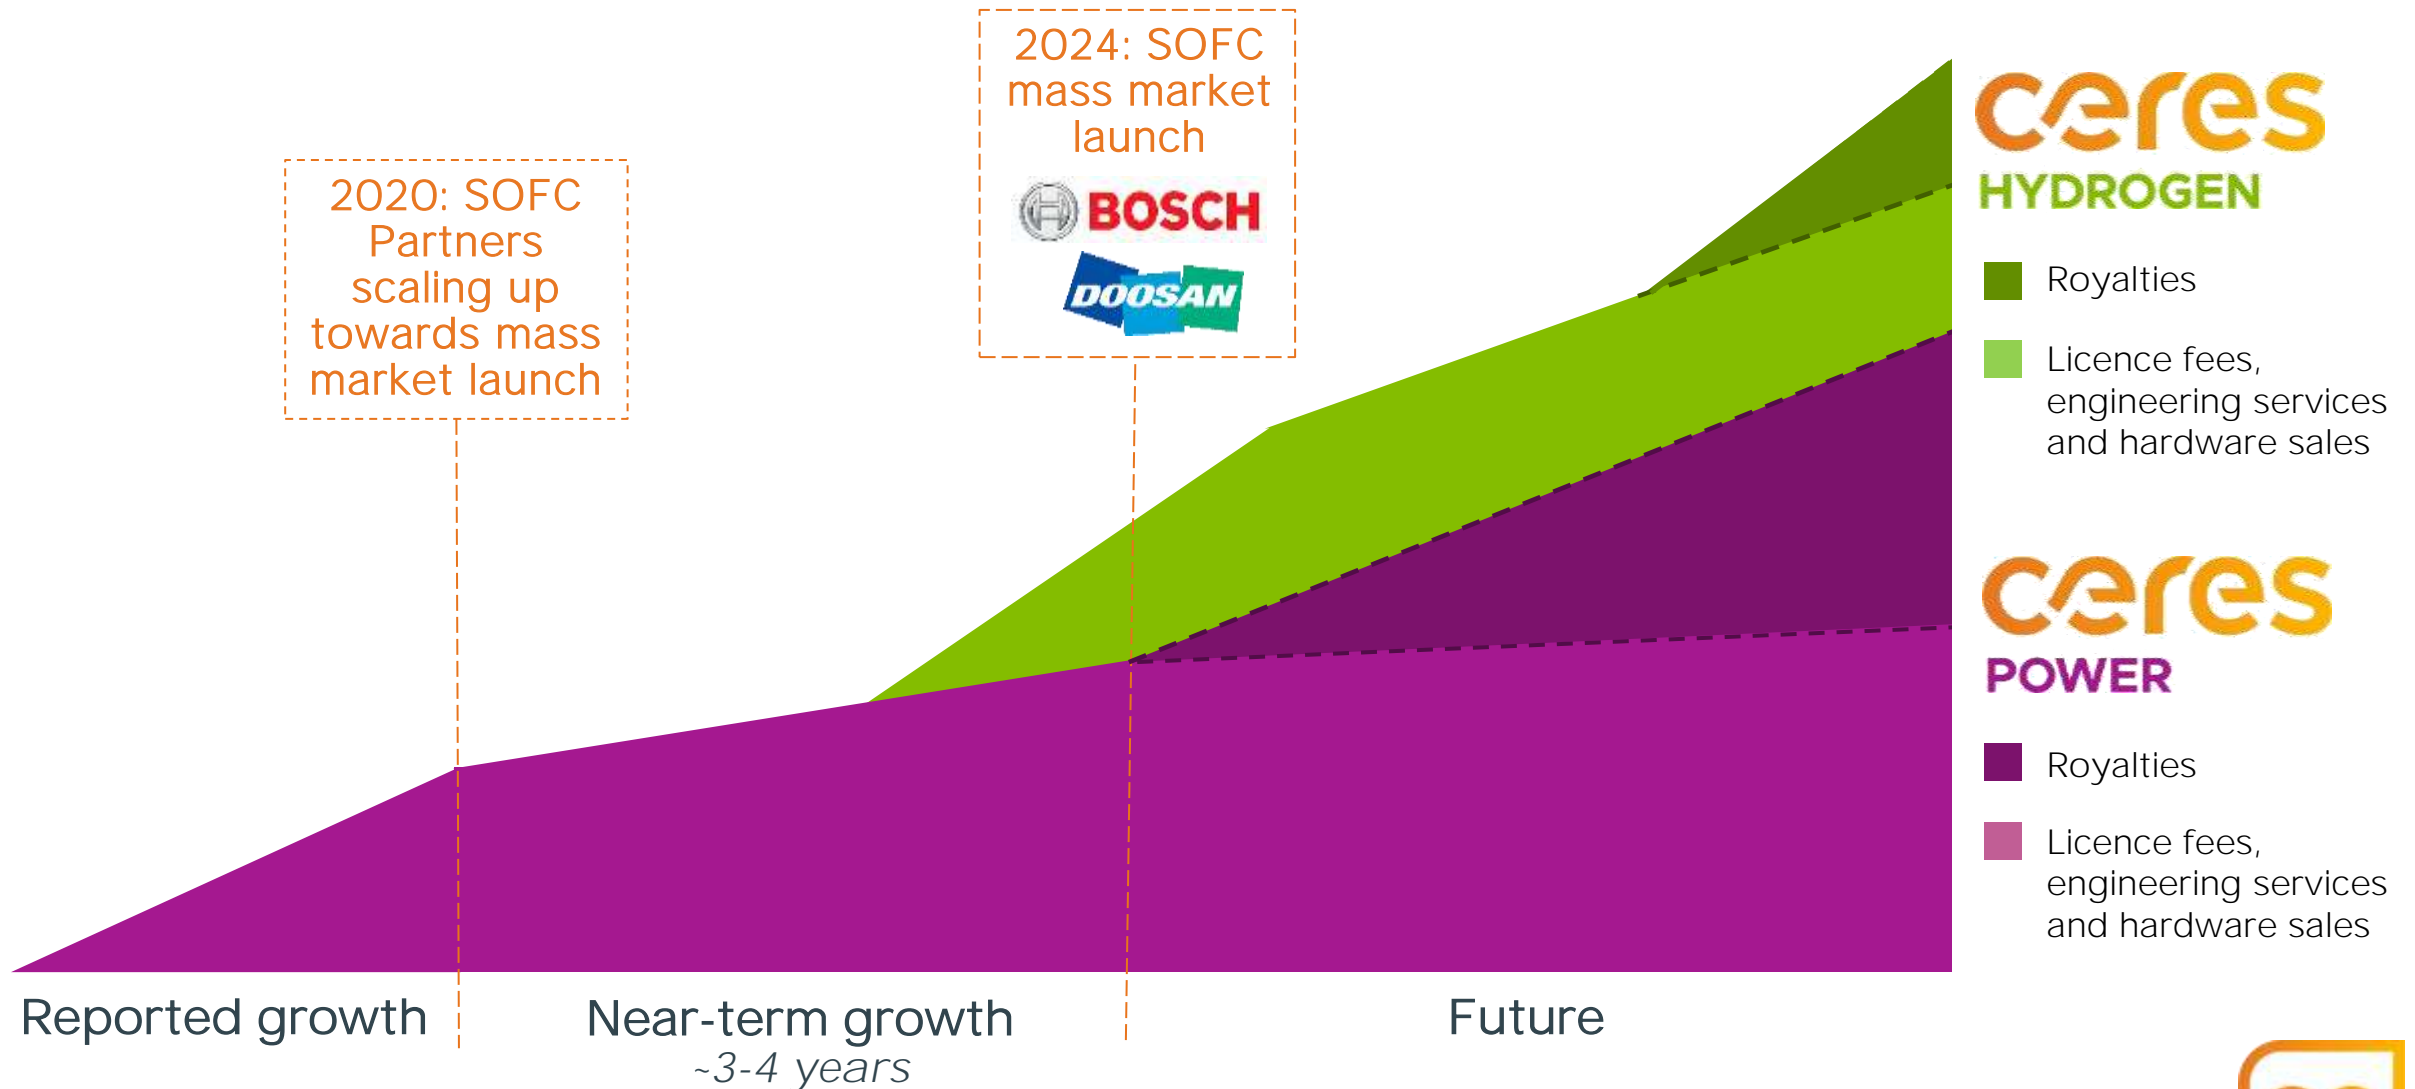 2024: SOFC
mass market
launch
BOSCH
DOOSAN
2020: SOFC
Partners
scaling up
towards mass
market launch
ceres
HYDROGEN
Royalties
Licence fees,
engineering services
and hardware sales
ceres
POWER
Royalties
Licence fees,
engineering services
and hardware sales
Reported growth
Near-term growth
~3-4 years
Future